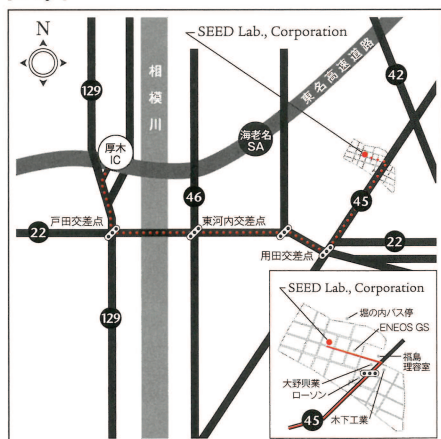 N
SEED Lab., Corporation
東名高速道路
42
129
相模川
厚木
IC
海老名
SA
46
45
戸田交差点
東河内交差点
22
用田交差点
22
129
SEED Lab., Corporation
堀の内バス停
ENEOS GS
福島
理容室
大野興業
ローソン
木下工業
45